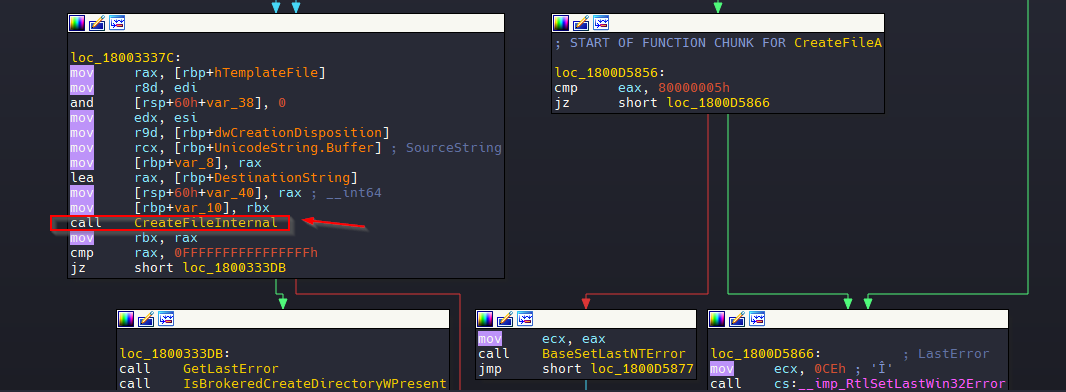 loc_18003337C:
mov rax, [rbp+hTemplateFile]
mov r8d, edi
and [rsp+60h+var_38], 0
mov edx, esi
mov r9d, [rbp+dwCreationDisposition]
mov rcx, [rbp+UnicodeString.Buffer] ; SourceString
mov [rbp+var_8], rax
lea rax, [rbp+DestinationString]
mov [rsp+60h+var_40], rax ; __int64
mov [rbp+var_10], rbx
call CreateFileInternal
mov rbx, rax
cmp rax, 0FFFFFFFFFFFFFFFFh
jz short loc_1800333DB
; START OF FUNCTION CHUNK FOR CreateFileA
loc_1800D5856:
cmp eax, 80000005h
jz short loc_1800D5866
loc_1800333DB:
call GetLastError
call IsBrokeredCreateDirectoryWPresent
mov ecx, eax
call BaseSetLastNTError
jmp short loc_1800D5877
loc_1800D5866: ; LastError
mov ecx, 0CEh ; 'Î'
call cs:__imp_RtlSetLastWin32Error